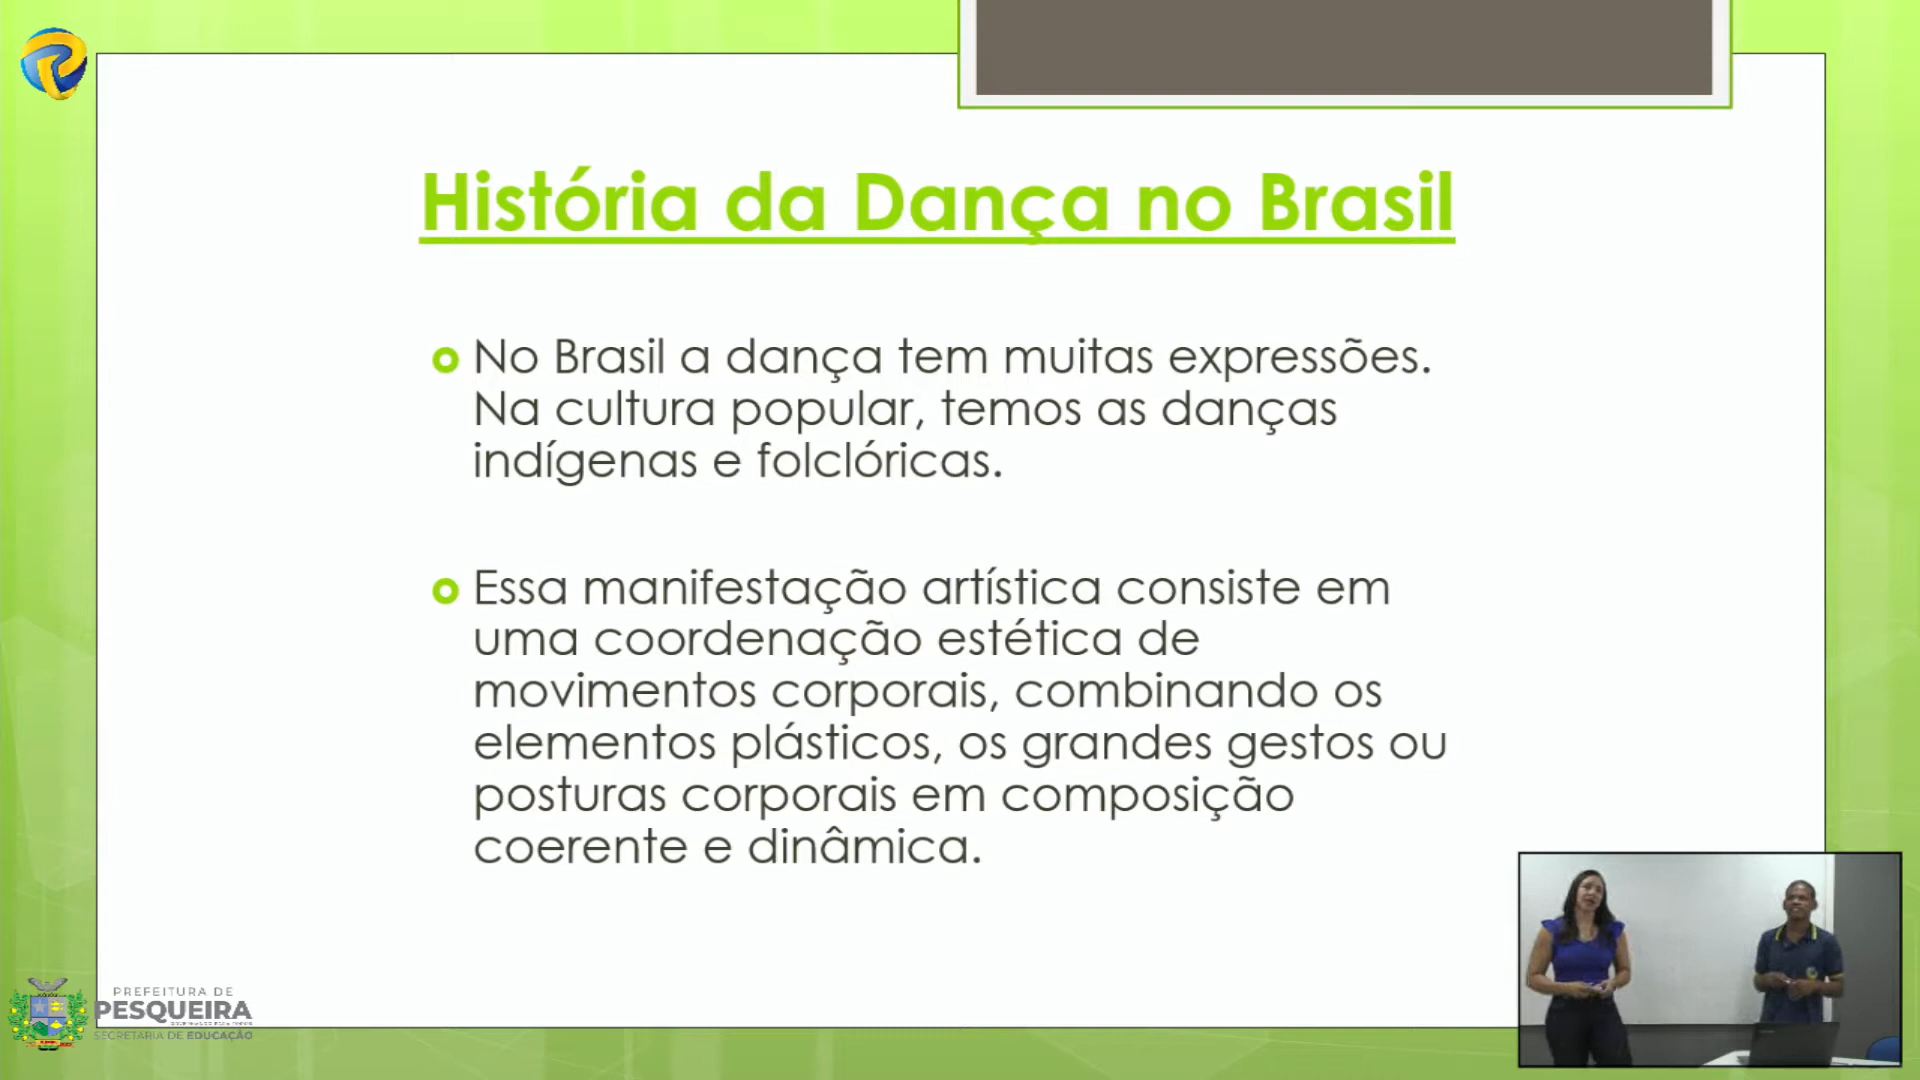 História da Dança no Brasil
No Brasil a dança tem muitas expressões.
Na cultura popular, temos as danças
indígenas e folclóricas.
Essa manifestação artística consiste em
uma coordenação estética de
movimentos corporais, combinando os
elementos plásticos, os grandes gestos ou
posturas corporais em composição
coerente e dinâmica.
PREFEITURA DE
PESQUEIRA
SECRETARIA DE EDUCAÇÃO